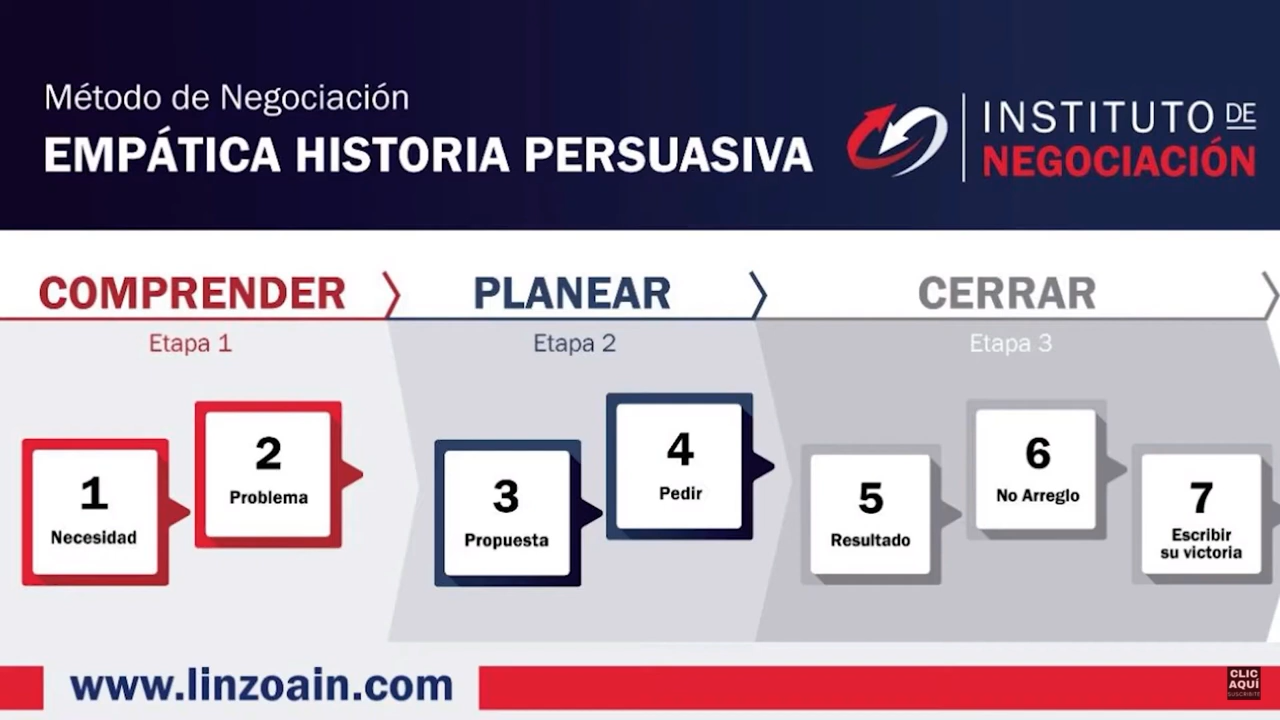 Método de Negociación
EMPÁTICA HISTORIA PERSUASIVA
INSTITUTO DE
NEGOCIACIÓN
COMPRENDER
PLANEAR
CERRAR
Etapa 1
Etapa 2
Etapa 3
1
Necesidad
2
Problema
3
Propuesta
4
Pedir
5
Resultado
6
No Arreglo
7
Escribir
su victoria
www.linzoain.com
CLIC
AQUÍ
SUSCRIBITE